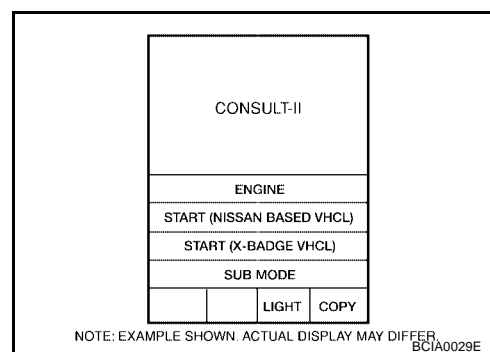 CONSULT-II
ENGINE
START (NISSAN BASED VHCL)
START (X-BADGE VHCL)
SUB MODE
LIGHT COPY
NOTE: EXAMPLE SHOWN. ACTUAL DISPLAY MAY DIFFER.
BCIA0029E